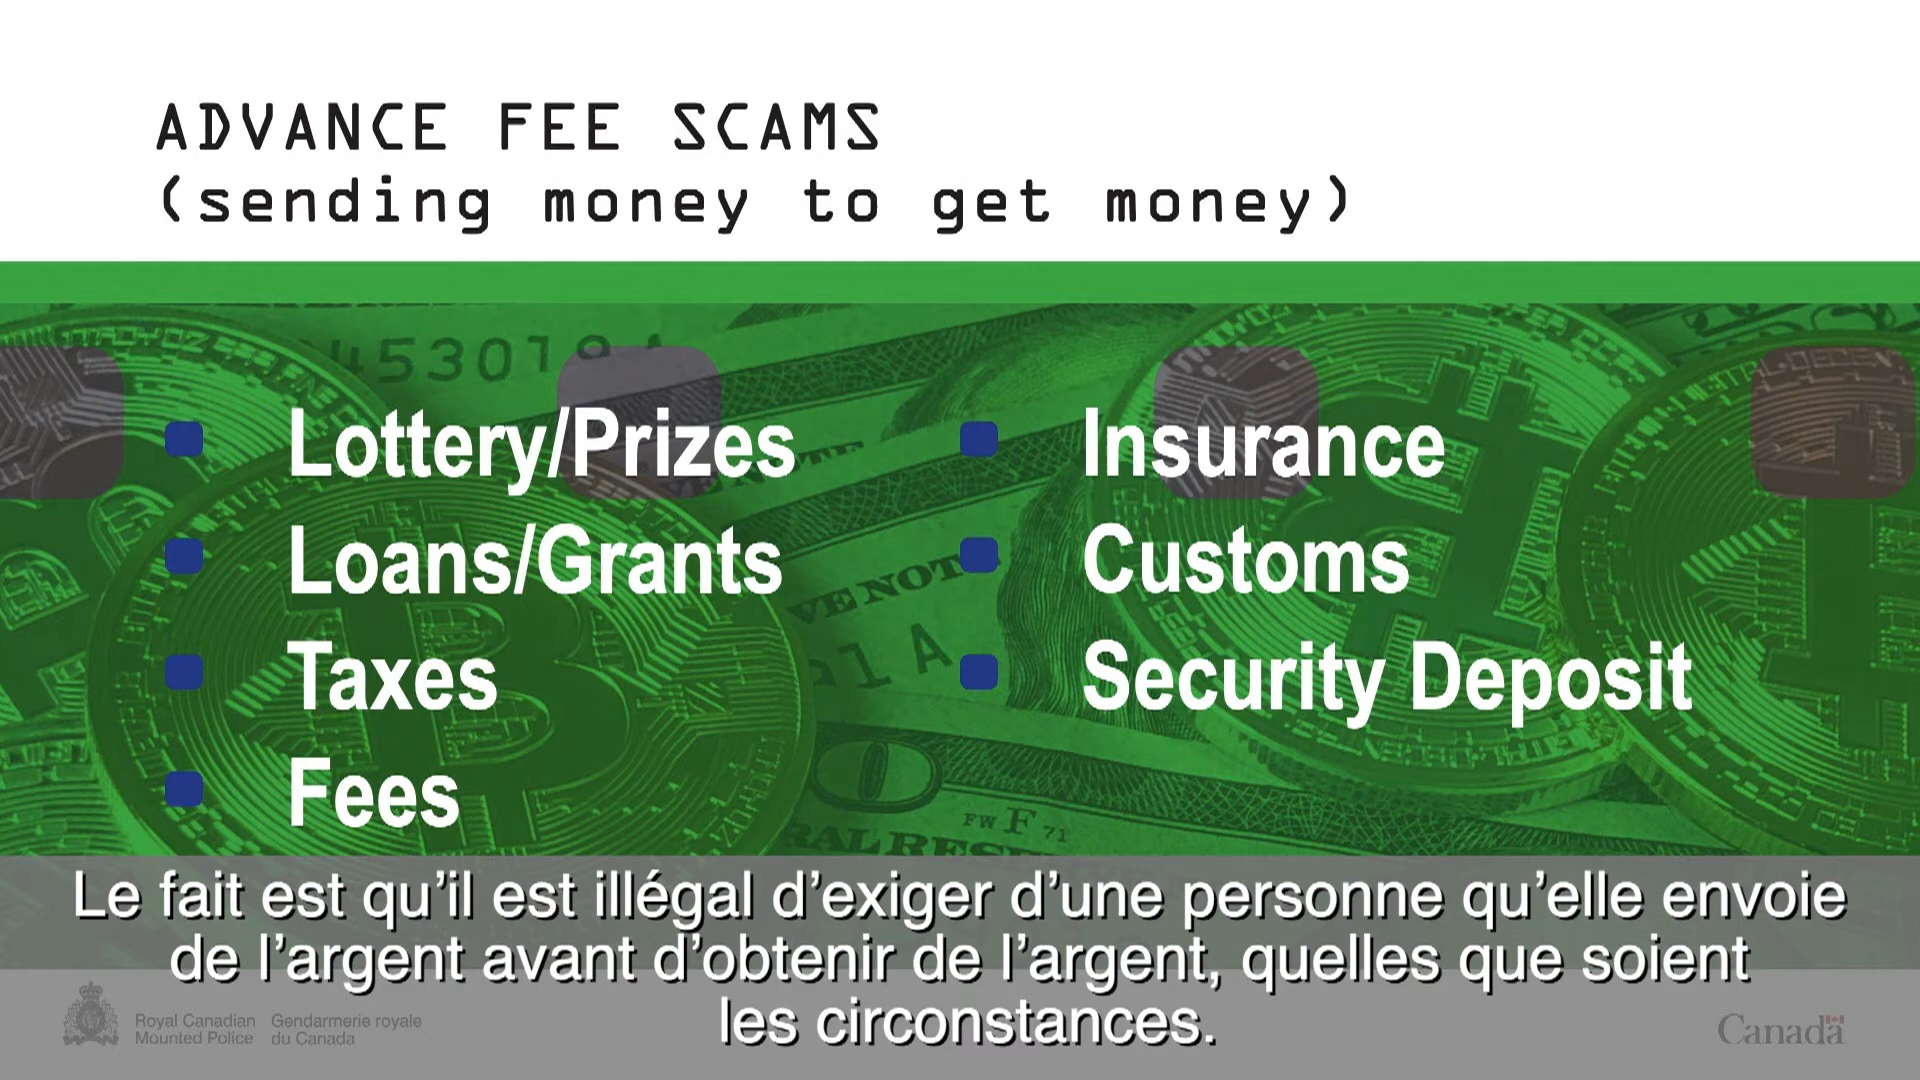 ADVANCE FEE SCAMS
(sending money to get money)
Lottery/Prizes
Loans/Grants
Taxes
Fees
Insurance
Customs
Security Deposit
Le fait est qu’il est illégal d’exiger d’une personne qu’elle envoie
de l’argent avant d’obtenir de l’argent, quelles que soient
les circonstances.
Royal Canadian
Mounted Police
Gendarmerie royale
du Canada
Canada